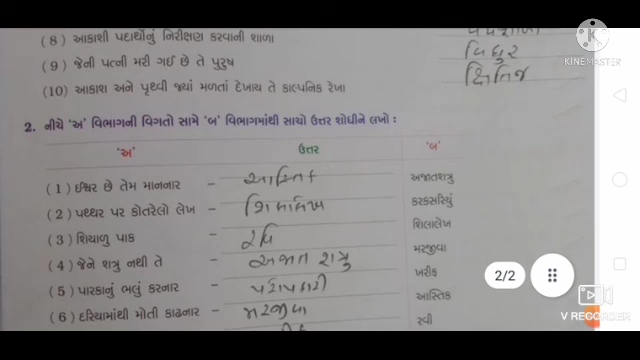 (8) આકાશી પદાર્થોનું નિરીક્ષણ કરવાની શાળા
(9) જેની પત્ની મરી ગઈ છે તે પુરુષ વિધુર
(10) આકાશ અને પૃથ્વી જ્યાં મળતાં દેખાય તે કાલ્પનિક રેખા ક્ષિતિજ
KINEMASTER
2. નીચે 'અ' વિભાગની વિગતો સામે 'બ' વિભાગમાંથી સાચો ઉત્તર શોધીને લખો :
'અ' ઉત્તર 'બ'
(1) ઈશ્વર છે તેમ માનનાર – આસ્તિક અજાતશત્રુ
(2) પથ્થર પર કોતરેલો લેખ – શિલાલેખ કરકસરિયું
(3) શિયાળુ પાક – રવિ શિલાલેખ
(4) જેને શત્રુ નથી તે – અજાત શત્રુ મરજીવા
(5) પારકાનું ભલું કરનાર – પરોપકારી ખરીફ
(6) દરિયામાંથી મોતી કાઢનાર – મરજીવા આસ્તિક
રવી
2/2
V RECORDER